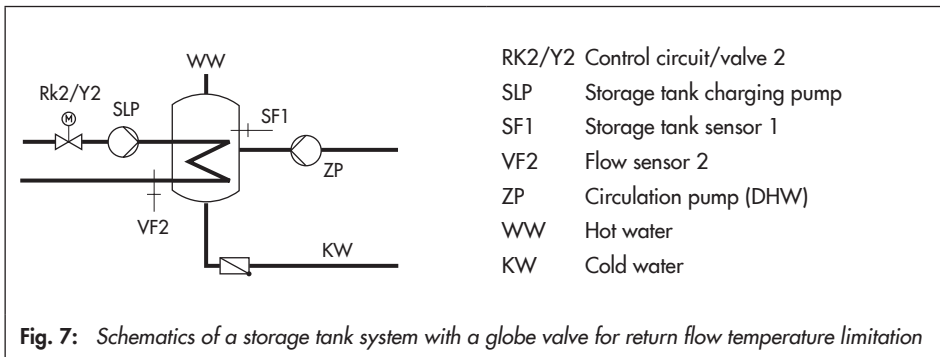 WW
Rk2/Y2
SLP
M
SF1
ZP
VF2
KW
RK2/Y2 Control circuit/valve 2
SLP Storage tank charging pump
SF1 Storage tank sensor 1
VF2 Flow sensor 2
ZP Circulation pump (DHW)
WW Hot water
KW Cold water
Fig. 7: Schematics of a storage tank system with a globe valve for return flow temperature limitation